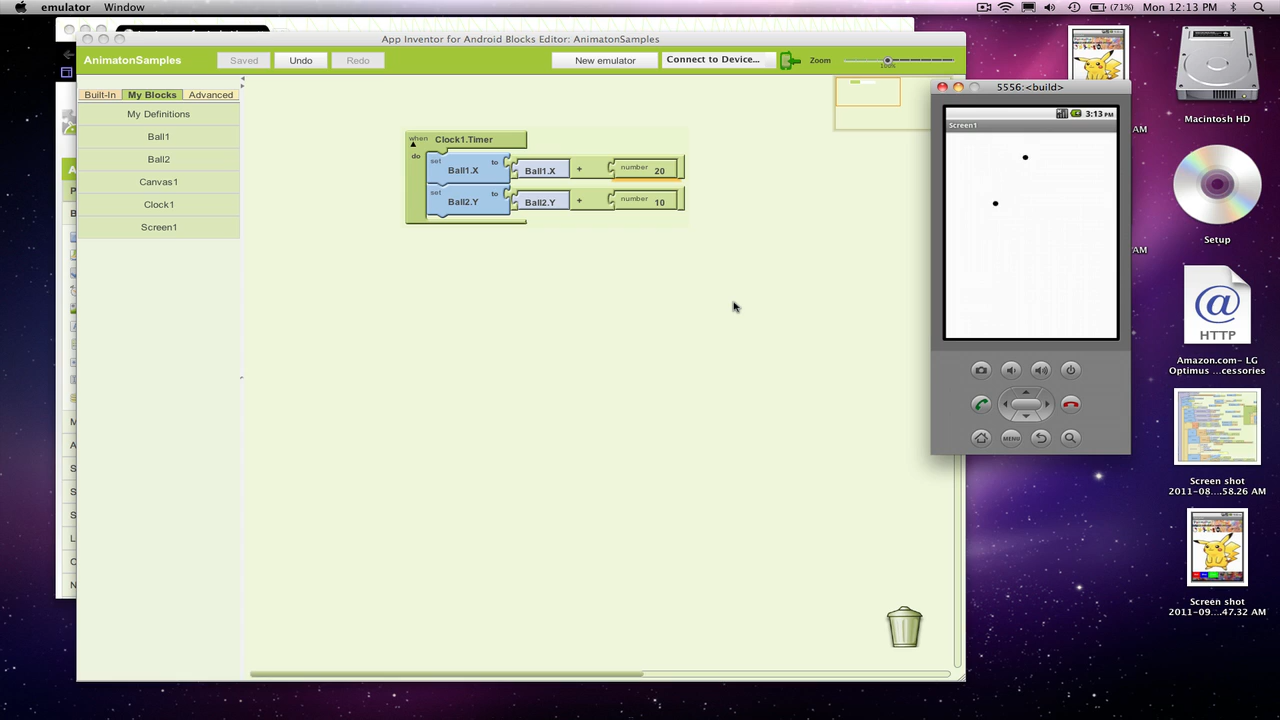 emulator Window
(71%) Mon 12:13 PM
App Inventor for Android Blocks Editor: AnimatonSamples
AnimatonSamples Saved Undo Redo New emulator Connect to Device... Zoom
100%
Built-In My Blocks Advanced
My Definitions
Ball1
Ball2
Canvas1
Clock1
Screen1
when Clock1.Timer
do
set Ball1.X to Ball1.X + number 20
set Ball2.Y to Ball2.Y + number 10
5556:<build>
3:13 PM
Screen1
MENU
AM
AM
Macintosh HD
Setup
HTTP
Amazon.com- LG
Optimus ...cessories
Screen shot
2011-08....58.26 AM
Screen shot
2011-09....47.32 AM